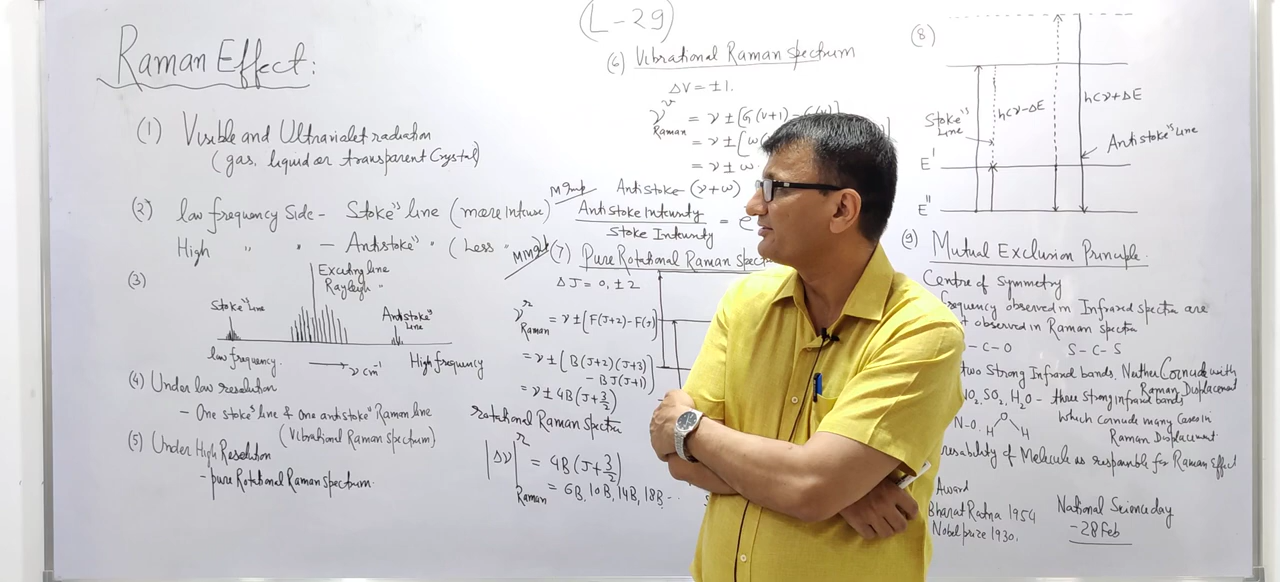 (L-29)
Raman Effect:
(1) Visible and Ultraviolet radiation
(gas, liquid or transparent Crystal)
(2) low frequency side - Stoke's line (more intense)
High " " - Antistoke's " (Less "
(3)
Exciting line
Rayleigh "
Stoke's Line
Antistoke's Line
low frequency.
⟶ ν cm⁻¹
High frequency
(4) Under low resolution
- One stoke's line & one antistoke's Raman line
(Vibrational Raman Spectrum)
(5) Under High Resolution
- pure Rotational Raman Spectrum.
(6) Vibrational Raman Spectrum
ΔV = ±1.
ν^v Raman = ν ± [G(v+1) -
= ν ± [ω
= ν ± ω
Antistoke (ν+ω)
Antistoke Intensity
Stoke Intensity
= e
(7) Pure Rotational Raman Spect
ΔJ = 0, ±2
ν^r Raman = ν ± [F(J+2) - F(J)]
= ν ± [B(J+2)(J+3)
- BJ(J+1)]
= ν ± 4B(J+3/2)
rotational Raman Spectra
|Δν|^r Raman = 4B(J+3/2)
= 6B, 10B, 14B, 18B - -
(8)
Stoke's Line
hcν-ΔE
hcν+ΔE
Antistoke's Line
E'
E"
(9) Mutual Exclusion Principle.
Centre of Symmetry
frequency observed in Infrared spectra are
observed in Raman spectra
- C - O S - C - S
two Strong Infrared bands, Neither Coincide with
Raman Displacement
SO₂, H₂O - three strong infrared bands
which coincide many Cases in
Raman Displacement
N-O.
O
H H
of Molecule as responsible for Raman Effect
Award
Bharat Ratna 1954
Nobel prize 1930.
National Science day
- 28 Feb